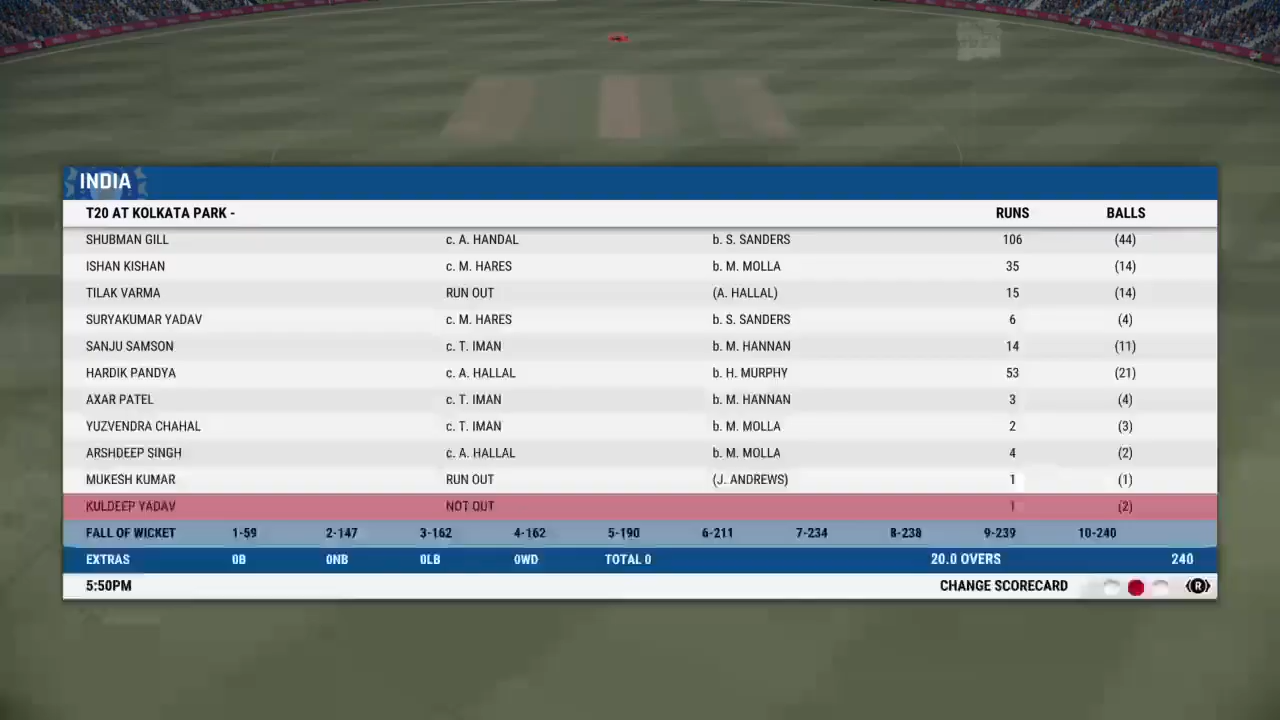 INDIA
T20 AT KOLKATA PARK - RUNS BALLS
SHUBMAN GILL c. A. HANDAL b. S. SANDERS 106 (44)
ISHAN KISHAN c. M. HARES b. M. MOLLA 35 (14)
TILAK VARMA RUN OUT (A. HALLAL) 15 (14)
SURYAKUMAR YADAV c. M. HARES b. S. SANDERS 6 (4)
SANJU SAMSON c. T. IMAN b. M. HANNAN 14 (11)
HARDIK PANDYA c. A. HALLAL b. H. MURPHY 53 (21)
AXAR PATEL c. T. IMAN b. M. HANNAN 3 (4)
YUZVENDRA CHAHAL c. T. IMAN b. M. MOLLA 2 (3)
ARSHDEEP SINGH c. A. HALLAL b. M. MOLLA 4 (2)
MUKESH KUMAR RUN OUT (J. ANDREWS) 1 (1)
KULDEEP YADAV NOT OUT 1 (2)
FALL OF WICKET 1-59 2-147 3-162 4-162 5-190 6-211 7-234 8-238 9-239 10-240
EXTRAS 0B 0NB 0LB 0WD TOTAL 0 20.0 OVERS 240
5:50PM CHANGE SCORECARD R